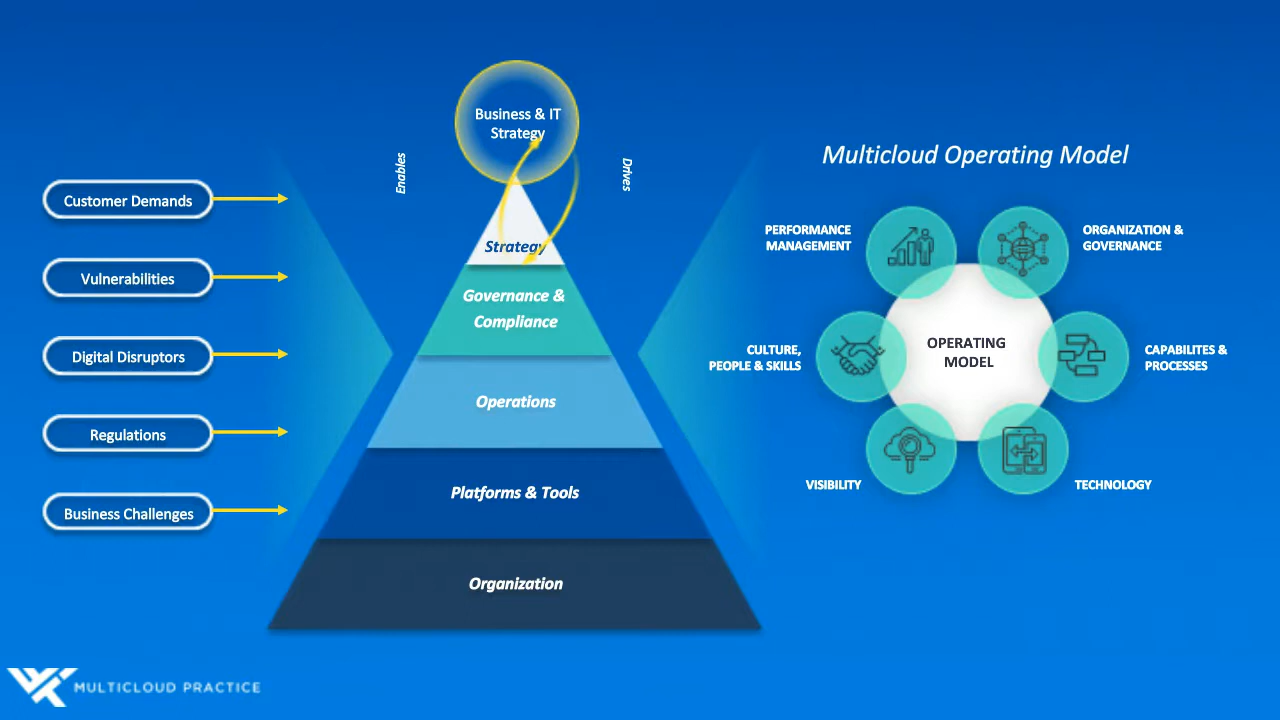 Business & IT
Strategy
Enables
Drives
Customer Demands
Vulnerabilities
Digital Disruptors
Regulations
Business Challenges
Strategy
Governance &
Compliance
Operations
Platforms & Tools
Organization
Multicloud Operating Model
PERFORMANCE
MANAGEMENT
ORGANIZATION &
GOVERNANCE
CULTURE,
PEOPLE & SKILLS
OPERATING
MODEL
CAPABILITES &
PROCESSES
VISIBILITY
TECHNOLOGY
MULTICLOUD PRACTICE